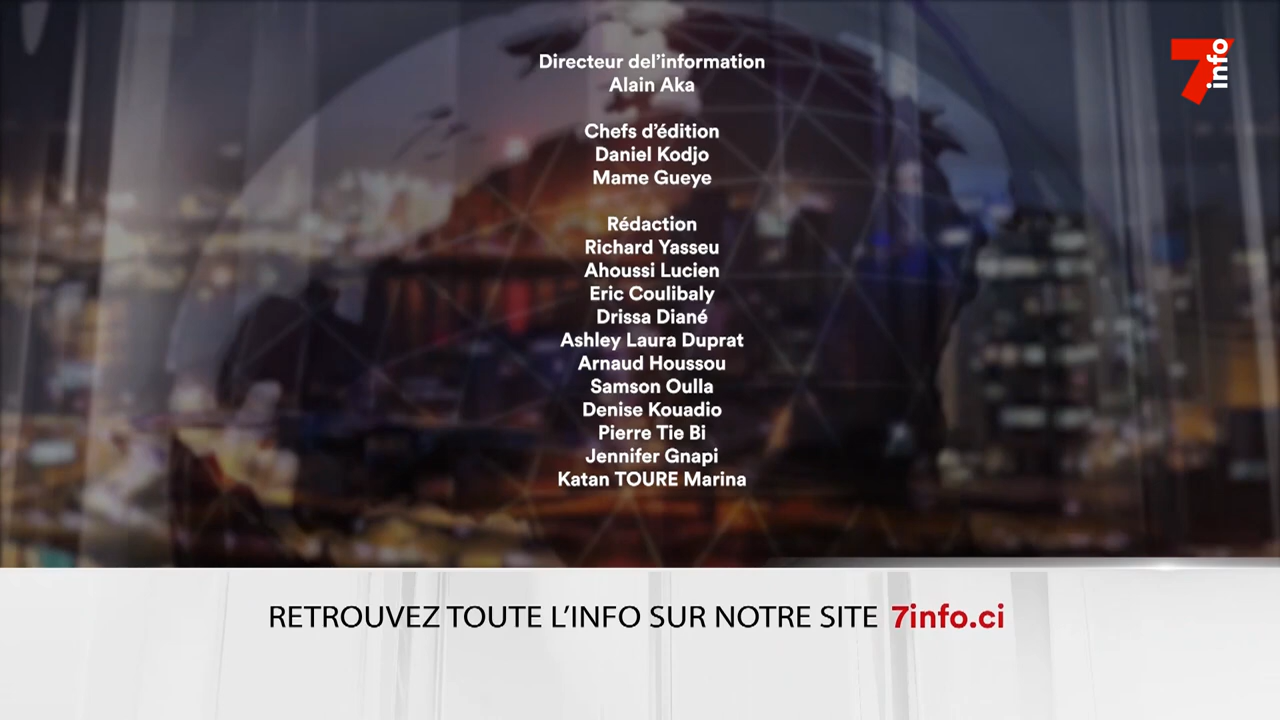 7info
Directeur del'information
Alain Aka
Chefs d'édition
Daniel Kodjo
Mame Gueye
Rédaction
Richard Yasseu
Ahoussi Lucien
Eric Coulibaly
Drissa Diané
Ashley Laura Duprat
Arnaud Houssou
Samson Oulla
Denise Kouadio
Pierre Tie Bi
Jennifer Gnapi
Katan TOURE Marina
RETROUVEZ TOUTE L'INFO SUR NOTRE SITE 7info.ci